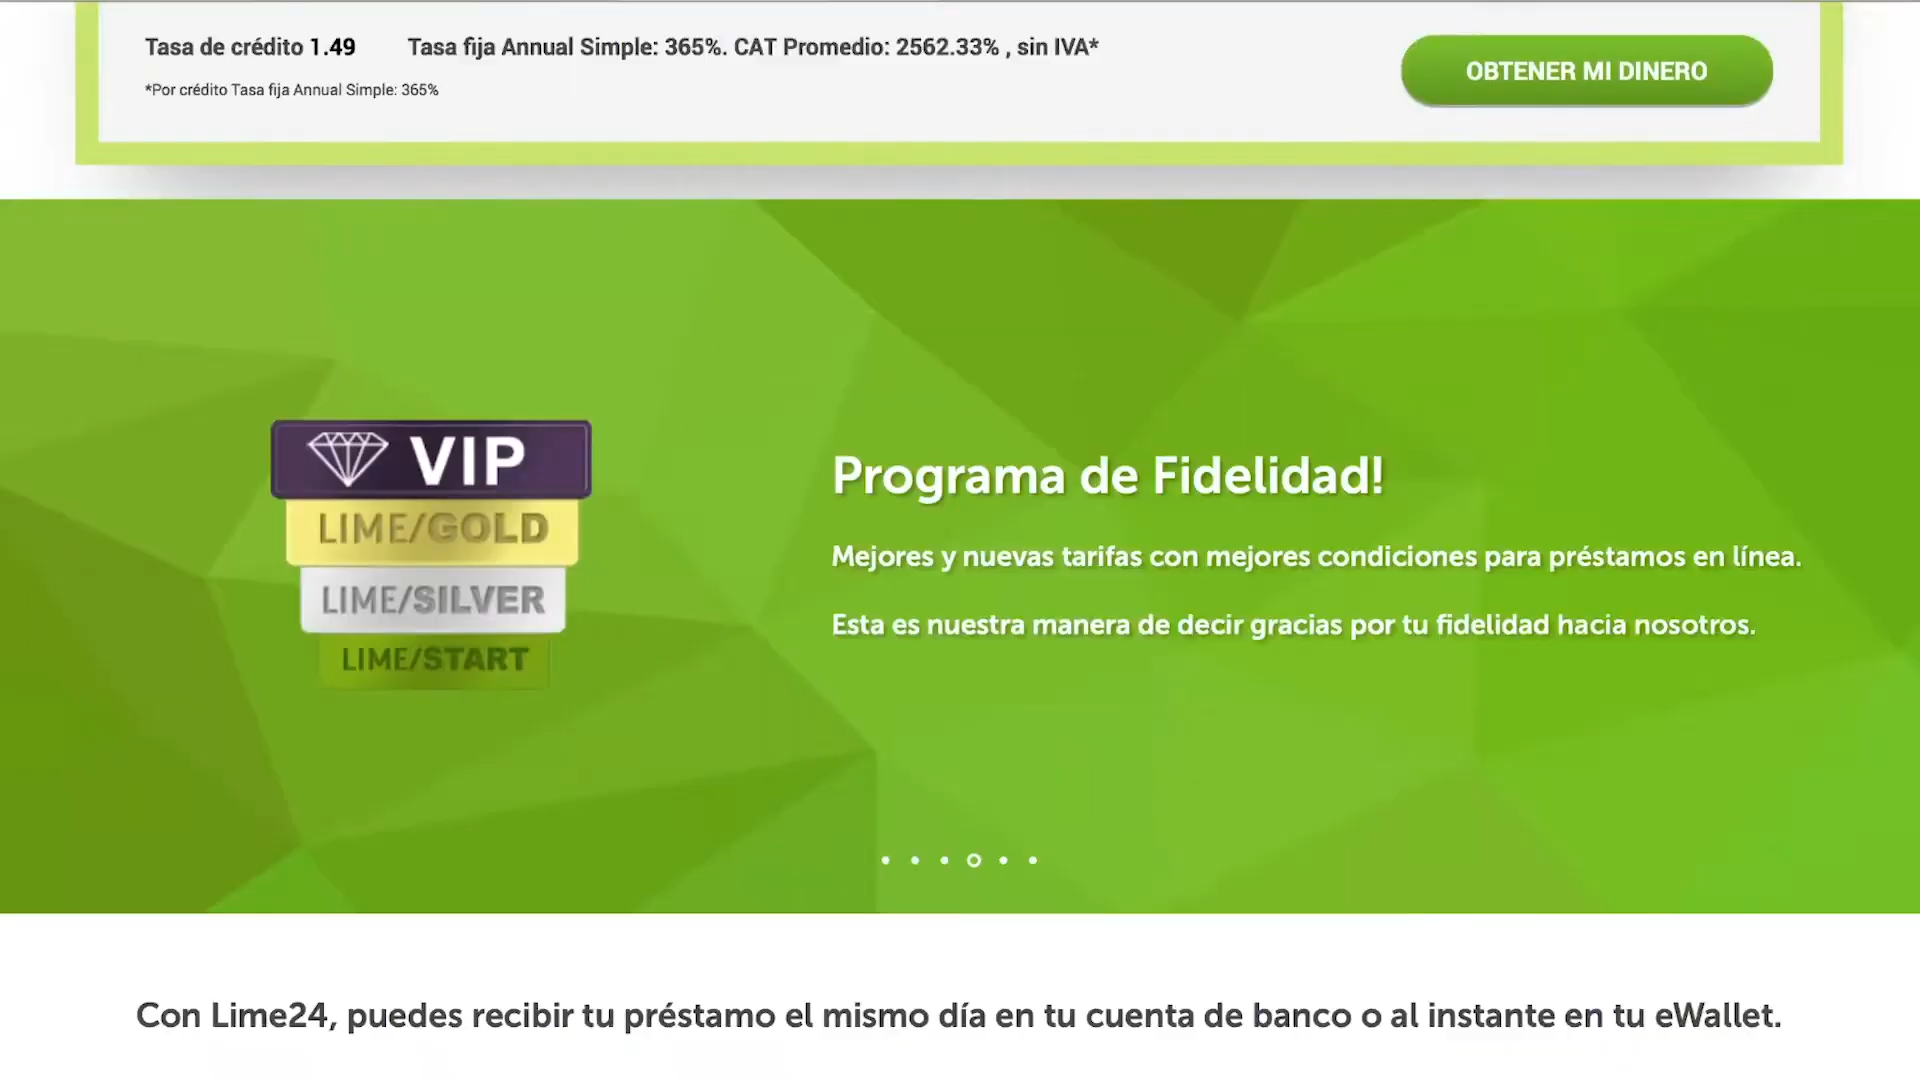 Tasa de crédito 1.49 Tasa fija Annual Simple: 365%. CAT Promedio: 2562.33% , sin IVA*
*Por crédito Tasa fija Annual Simple: 365%
OBTENER MI DINERO
VIP
LIME/GOLD
LIME/SILVER
LIME/START
Programa de Fidelidad!
Mejores y nuevas tarifas con mejores condiciones para préstamos en línea.
Esta es nuestra manera de decir gracias por tu fidelidad hacia nosotros.
Con Lime24, puedes recibir tu préstamo el mismo día en tu cuenta de banco o al instante en tu eWallet.